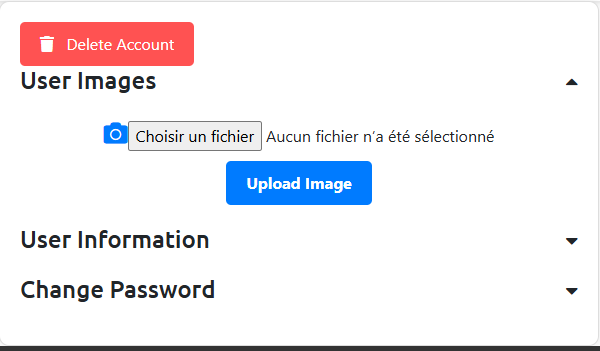 Delete Account
User Images
Choisir un fichier Aucun fichier n’a été sélectionné
Upload Image
User Information
Change Password